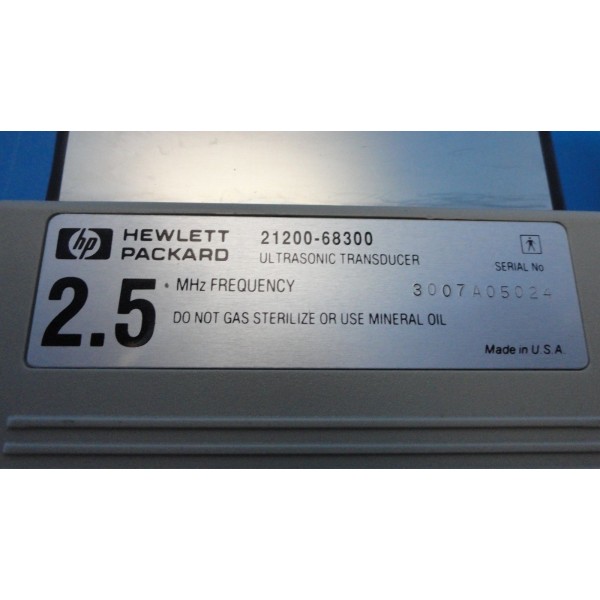 hp HEWLETT PACKARD
21200-68300
ULTRASONIC TRANSDUCER
SERIAL No
2.5 MHz FREQUENCY
3007A05024
DO NOT GAS STERILIZE OR USE MINERAL OIL
Made in U.S.A.